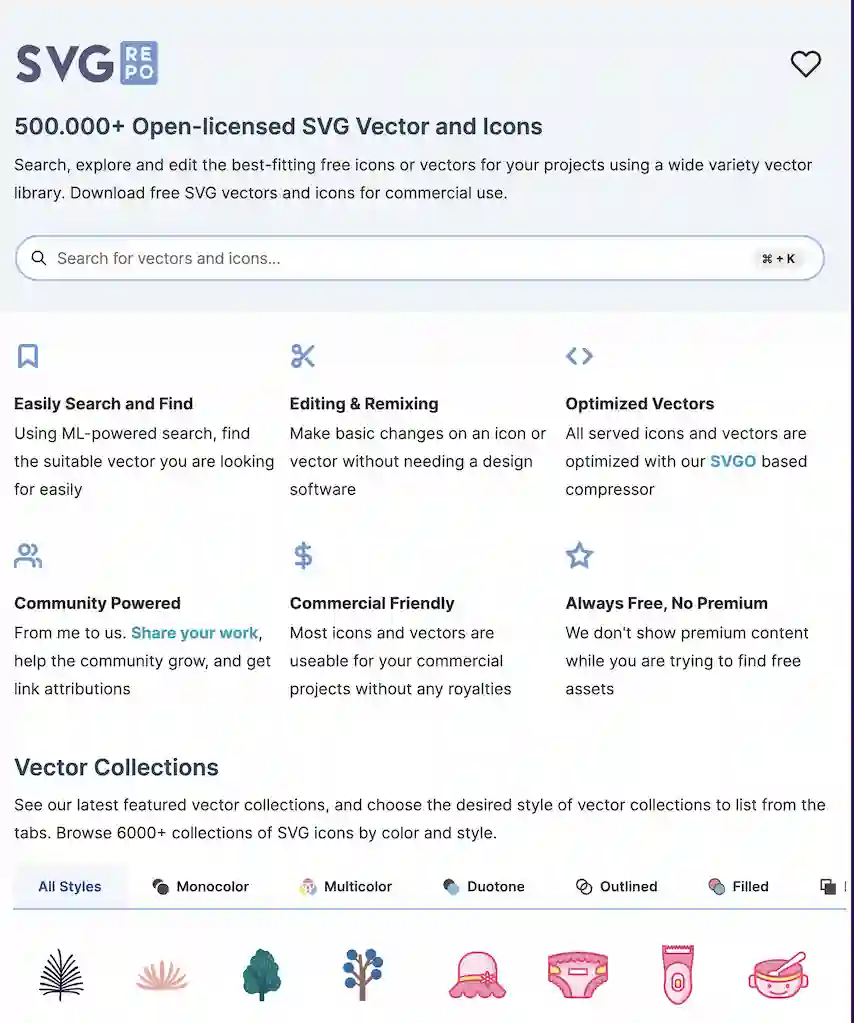 SVG REPO
500.000+ Open-licensed SVG Vector and Icons
Search, explore and edit the best-fitting free icons or vectors for your projects using a wide variety vector
library. Download free SVG vectors and icons for commercial use.
Search for vectors and icons...
⌘ + K
Easily Search and Find
Using ML-powered search, find
the suitable vector you are looking
for easily
Editing & Remixing
Make basic changes on an icon or
vector without needing a design
software
Optimized Vectors
All served icons and vectors are
optimized with our SVGO based
compressor
Community Powered
From me to us. Share your work,
help the community grow, and get
link attributions
Commercial Friendly
Most icons and vectors are
useable for your commercial
projects without any royalties
Always Free, No Premium
We don't show premium content
while you are trying to find free
assets
Vector Collections
See our latest featured vector collections, and choose the desired style of vector collections to list from the
tabs. Browse 6000+ collections of SVG icons by color and style.
All Styles
Monocolor
Multicolor
Duotone
Outlined
Filled